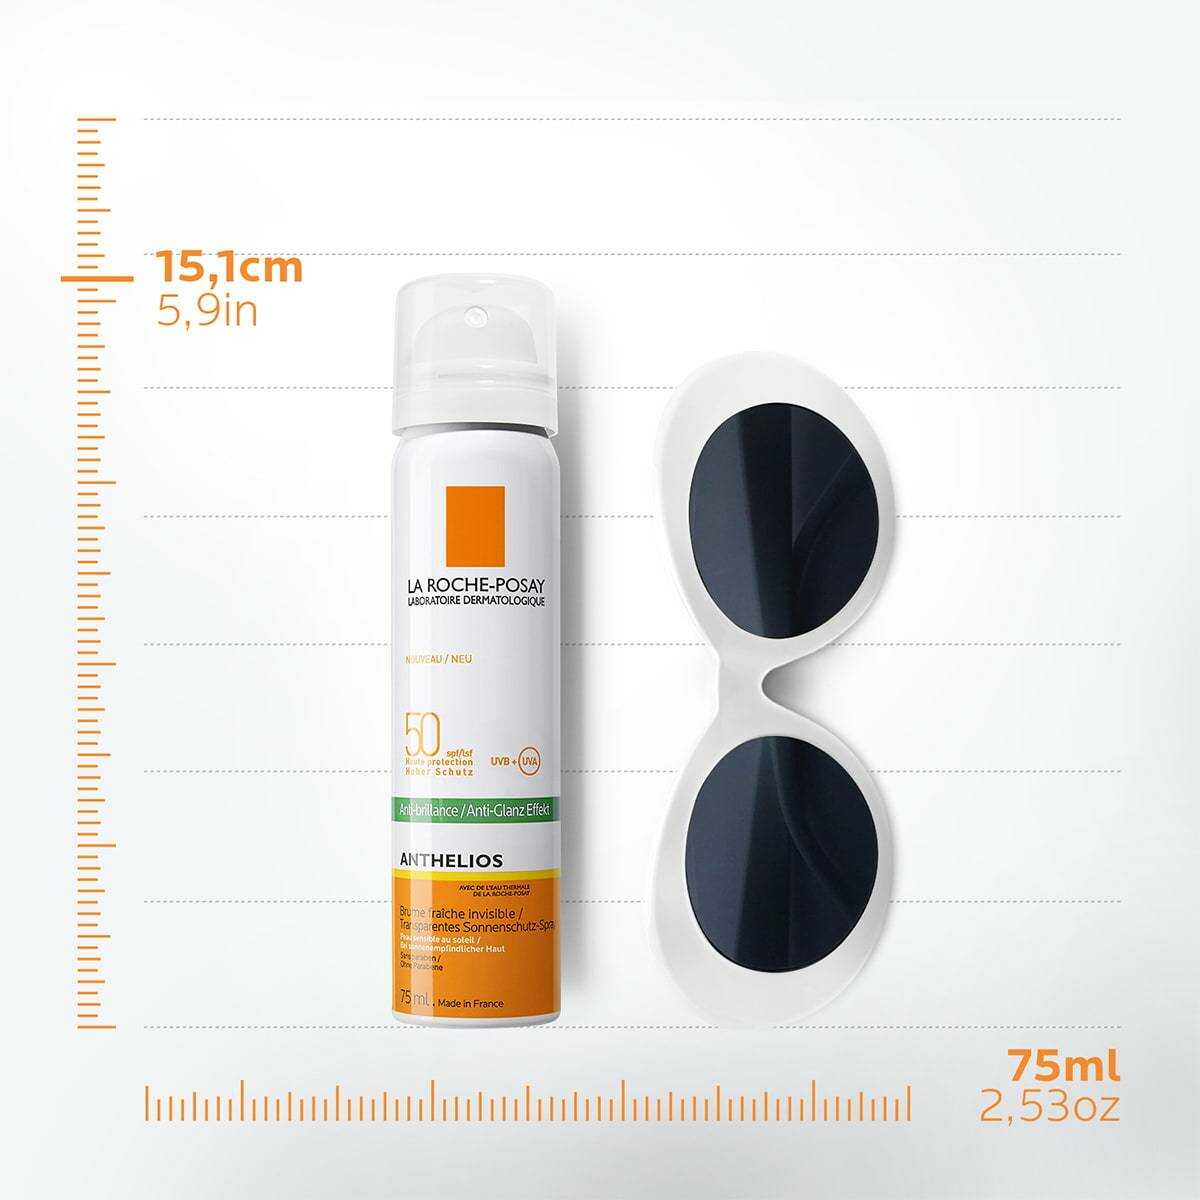 15,1cm
5,9in
LA ROCHE-POSAY
LABORATOIRE DERMATOLOGIQUE
NOUVEAU / NEU
50
spf/lsf
Haute protection
Hoher Schutz
UVB + UVA
Anti-brillance / Anti-Glanz Effekt
ANTHELIOS
AVEC DE L'EAU THERMALE
DE LA ROCHE-POSAY
Brume fraîche invisible /
Transparentes Sonnenschutz-Spray
Peau sensible au soleil /
Bei sonnenempfindlicher Haut
Sans paraben /
Ohne Parabene
75 ml . Made in France
75ml
2,53oz